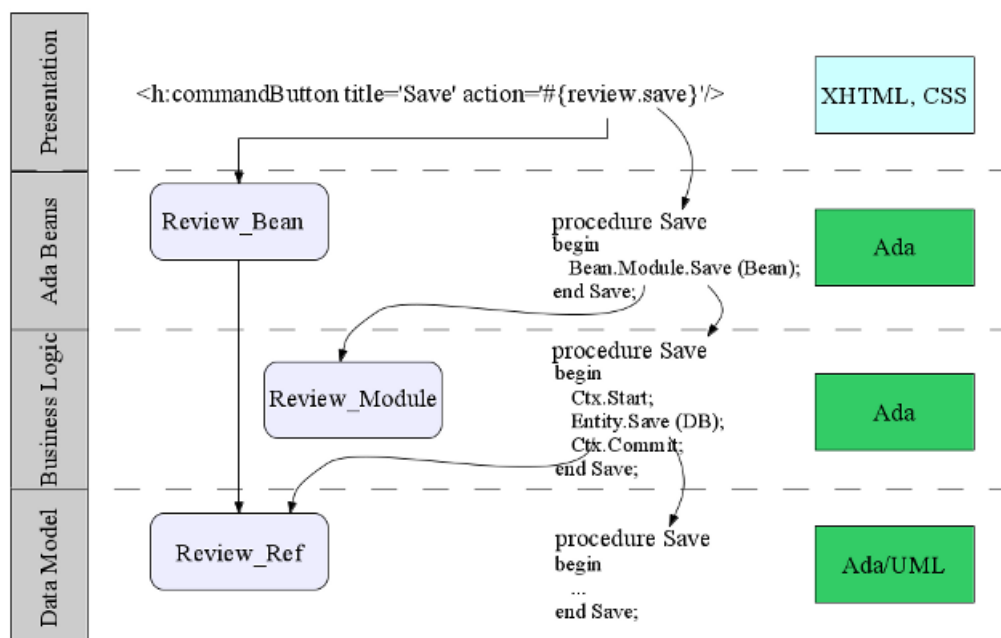 Presentation
<h:commandButton title='Save' action='#{review.save}'/>
XHTML, CSS
Ada Beans
Review_Bean
procedure Save
begin
Bean.Module.Save (Bean);
end Save;
Ada
Business Logic
Review_Module
procedure Save
begin
Ctx.Start;
Entity.Save (DB);
Ctx.Commit;
end Save;
Ada
Data Model
Review_Ref
procedure Save
begin
...
end Save;
Ada/UML